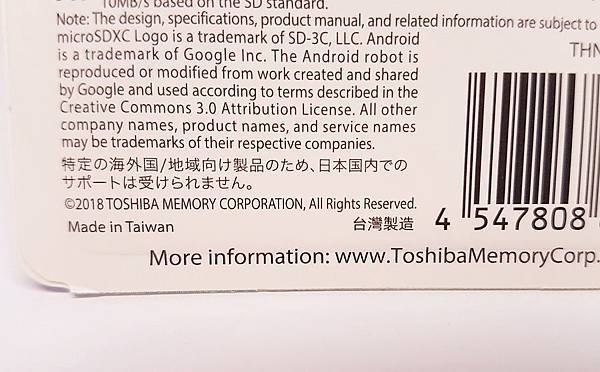 10MB/s based on the SD standard.
Note: The design, specifications, product manual, and related information are subject to
microSDXC Logo is a trademark of SD-3C, LLC. Android
is a trademark of Google Inc. The Android robot is
THN
reproduced or modified from work created and shared
by Google and used according to terms described in the
Creative Commons 3.0 Attribution License. All other
company names, product names, and service names
may be trademarks of their respective companies.
特定の海外国/地域向け製品のため、日本国内での
サポートは受けられません。
©2018 TOSHIBA MEMORY CORPORATION, All Rights Reserved.
Made in Taiwan 台灣製造
4 547808
More information: www.ToshibaMemoryCorp.